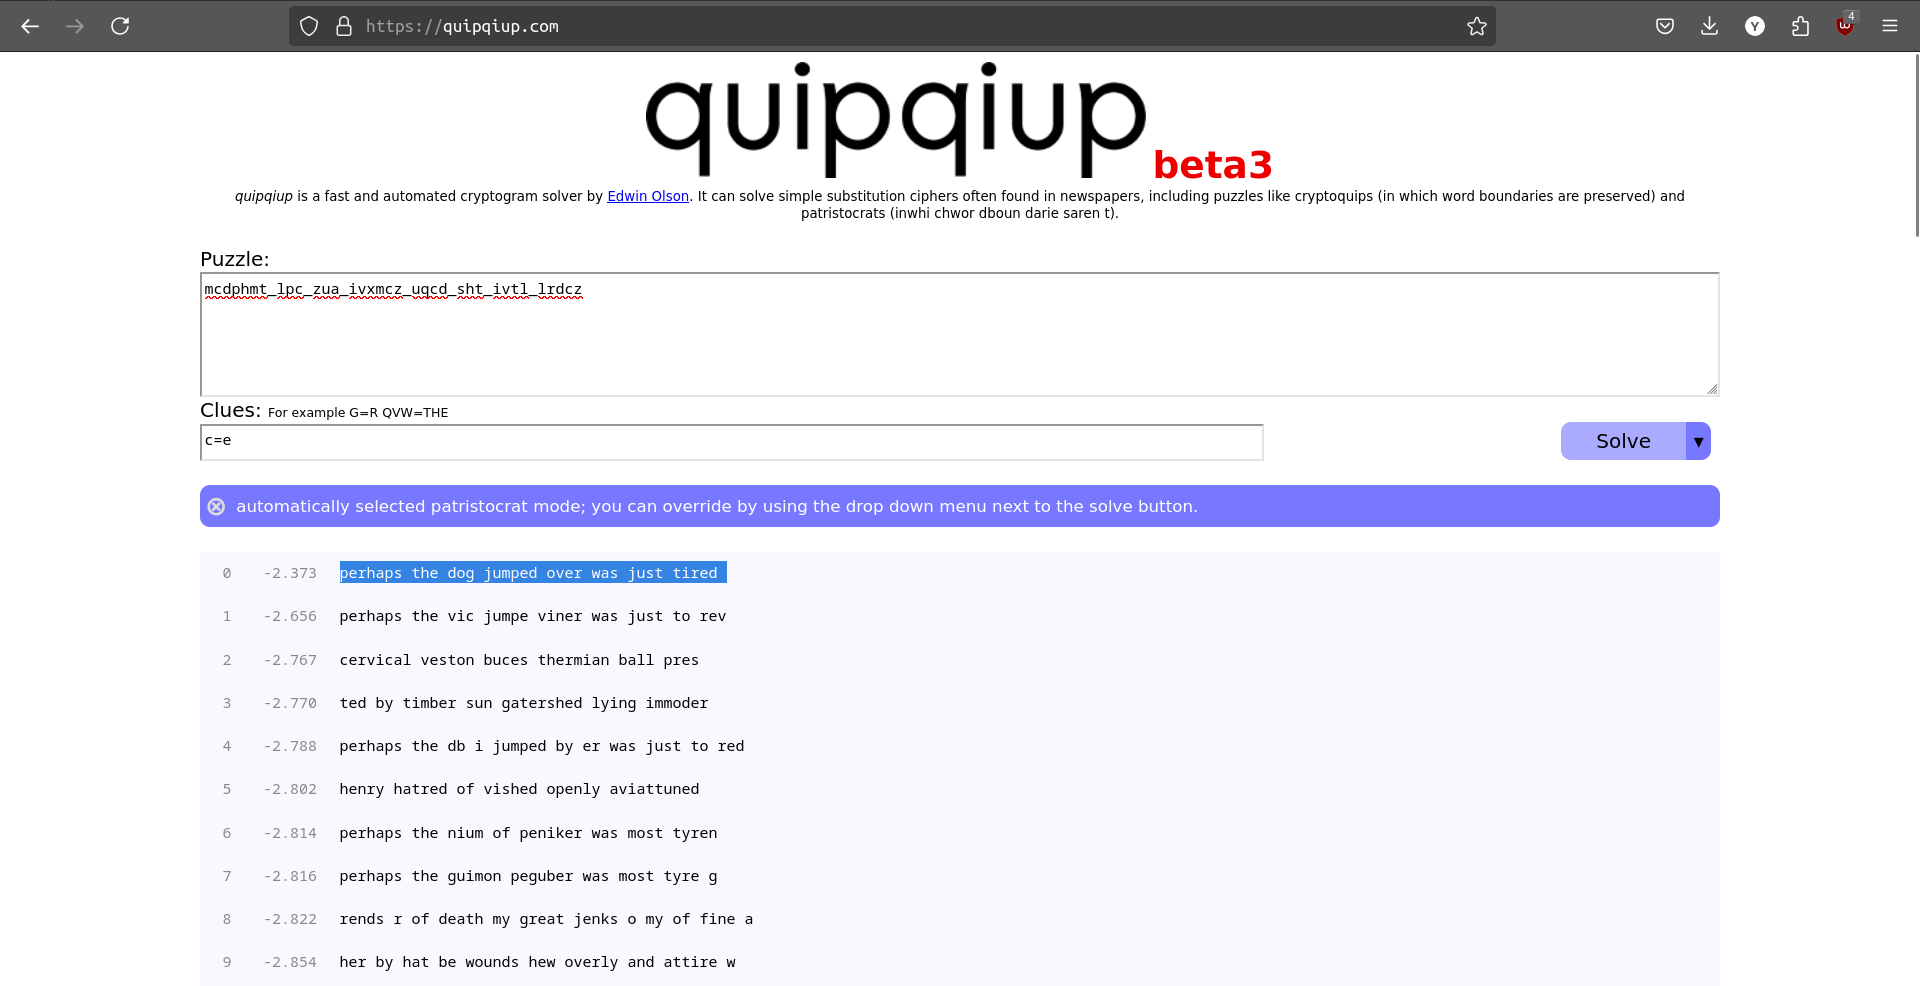 https://quipqiup.com
Y
4
quipqiup beta3
quipqiup is a fast and automated cryptogram solver by Edwin Olson. It can solve simple substitution ciphers often found in newspapers, including puzzles like cryptoquips (in which word boundaries are preserved) and
patristocrats (inwhi chwor dboun darie saren t).
Puzzle:
mcdphmt_lpc_zua_ivxmcz_uqcd_sht_ivtl_lrdcz
Clues: For example G=R QVW=THE
c=e
Solve ▼
automatically selected patristocrat mode; you can override by using the drop down menu next to the solve button.
0 -2.373 perhaps the dog jumped over was just tired
1 -2.656 perhaps the vic jumpe viner was just to rev
2 -2.767 cervical veston buces thermian ball pres
3 -2.770 ted by timber sun gatershed lying immoder
4 -2.788 perhaps the db i jumped by er was just to red
5 -2.802 henry hatred of vished openly aviattuned
6 -2.814 perhaps the nium of peniker was most tyren
7 -2.816 perhaps the guimon peguber was most tyre g
8 -2.822 rends r of death my great jenks o my of fine a
9 -2.854 her by hat be wounds hew overly and attire w